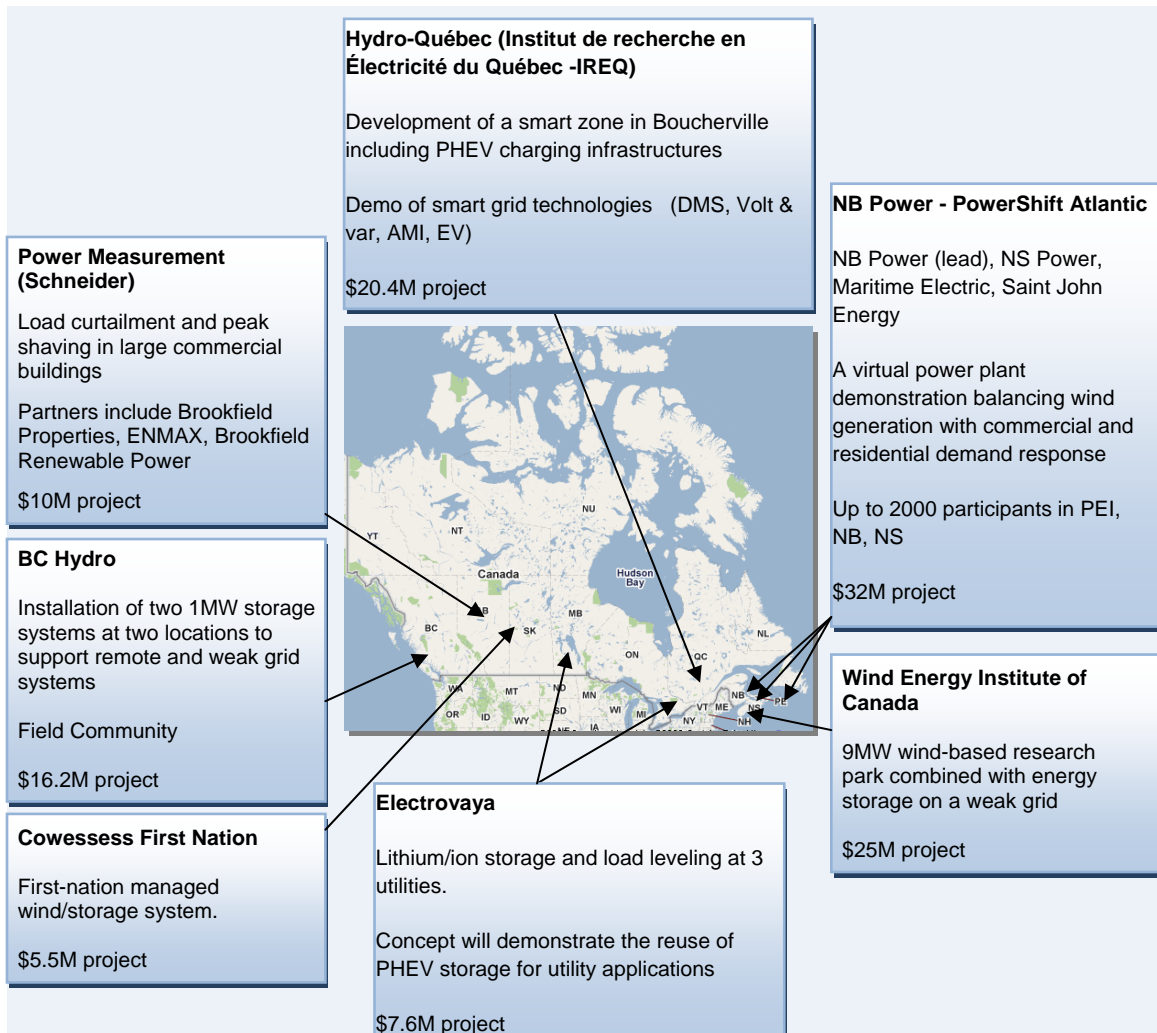 Hydro-Québec (Institut de recherche en
Électricité du Québec -IREQ)
Development of a smart zone in Boucherville
including PHEV charging infrastructures
Demo of smart grid technologies (DMS, Volt &
var, AMI, EV)
$20.4M project
NB Power - PowerShift Atlantic
NB Power (lead), NS Power,
Maritime Electric, Saint John
Energy
A virtual power plant
demonstration balancing wind
generation with commercial and
residential demand response
Up to 2000 participants in PEI,
NB, NS
$32M project
Power Measurement
(Schneider)
Load curtailment and peak
shaving in large commercial
buildings
Partners include Brookfield
Properties, ENMAX, Brookfield
Renewable Power
$10M project
BC Hydro
Installation of two 1MW storage
systems at two locations to
support remote and weak grid
systems
Field Community
$16.2M project
Cowessess First Nation
First-nation managed
wind/storage system.
$5.5M project
Electrovaya
Lithium/ion storage and load leveling at 3
utilities.
Concept will demonstrate the reuse of
PHEV storage for utility applications
$7.6M project
Wind Energy Institute of
Canada
9MW wind-based research
park combined with energy
storage on a weak grid
$25M project
YT
NT
NU
Canada
Hudson
Bay
BC
SK
MB
ON
QC
NL
NB
PE
NS
WA
MT
ND
MN
OR
ID
WY
SD
WI
MI
IA
NY
VT
ME
NH